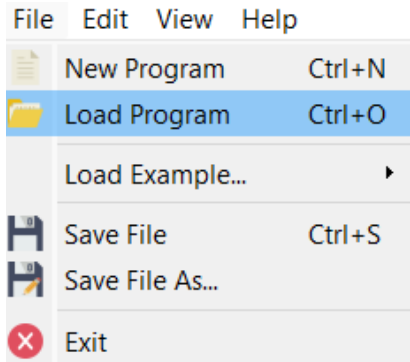 File Edit View Help
New Program Ctrl+N
Load Program Ctrl+O
Load Example...
Save File Ctrl+S
Save File As...
Exit